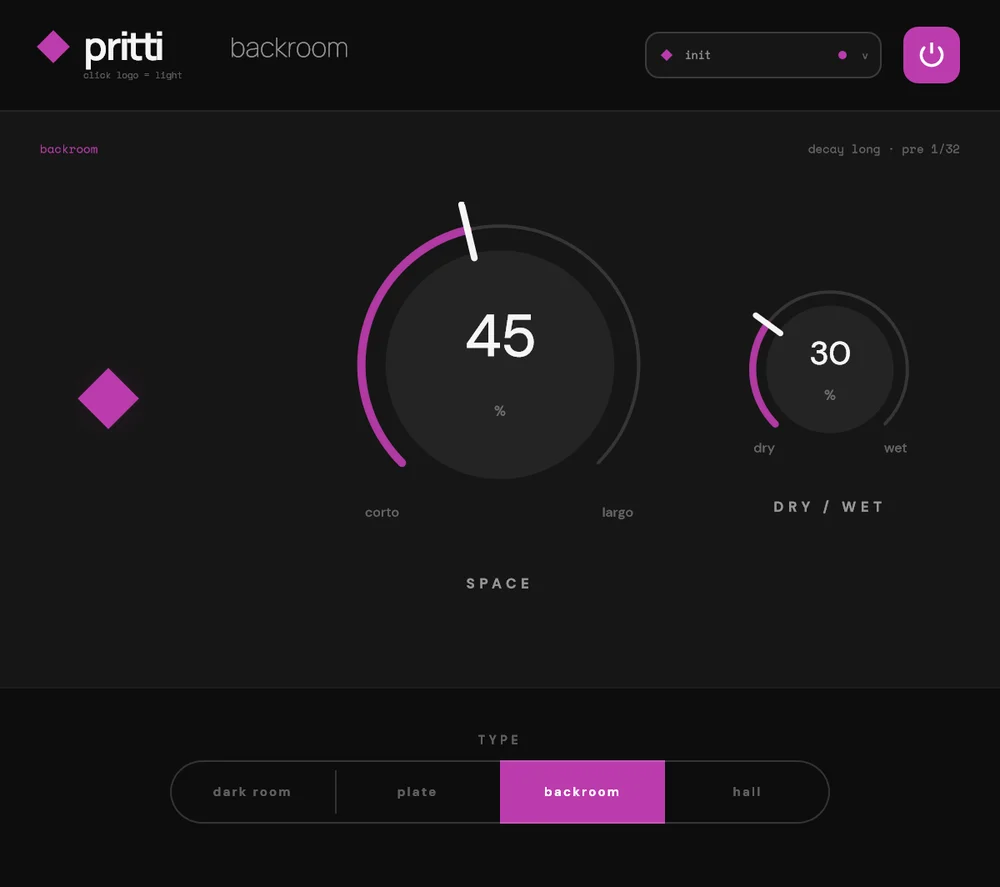 pritti
click logo = light
backroom
init
v
backroom
decay long · pre 1/32
45
%
corto
largo
SPACE
30
%
dry
wet
DRY / WET
TYPE
dark room
plate
backroom
hall